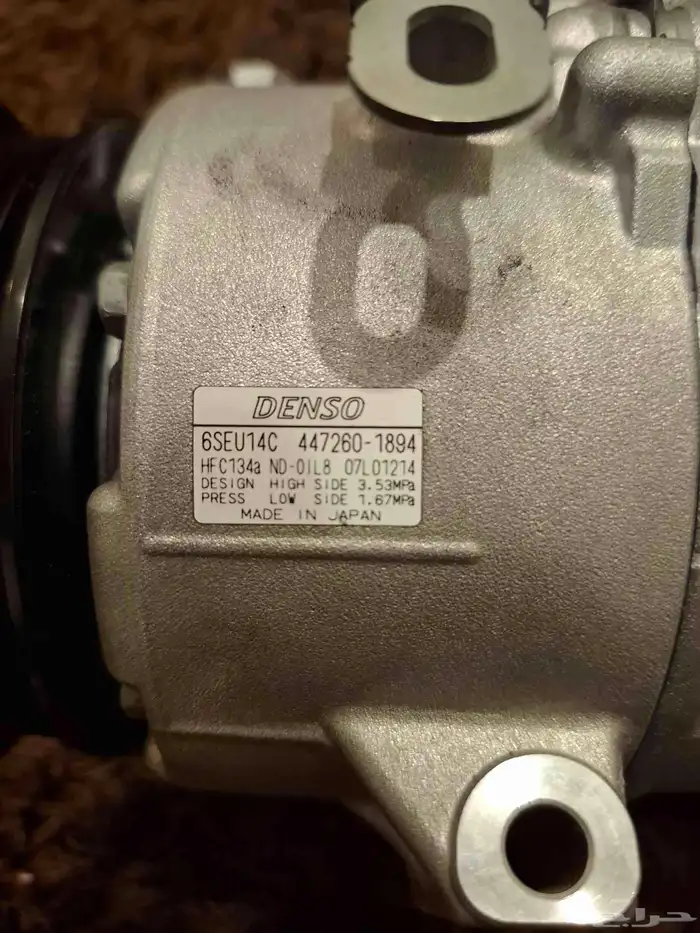 DENSO
6SEU14C 447260-1894
HFC134a ND-OIL8 07L01214
DESIGN HIGH SIDE 3.53MPa
PRESS LOW SIDE 1.67MPa
MADE IN JAPAN
حراج